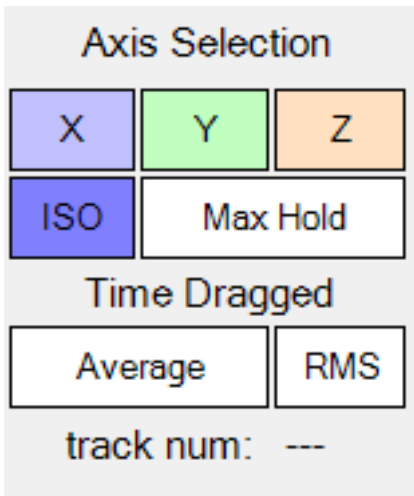 Axis Selection
X Y Z
ISO Max Hold
Time Dragged
Average RMS
track num: ---